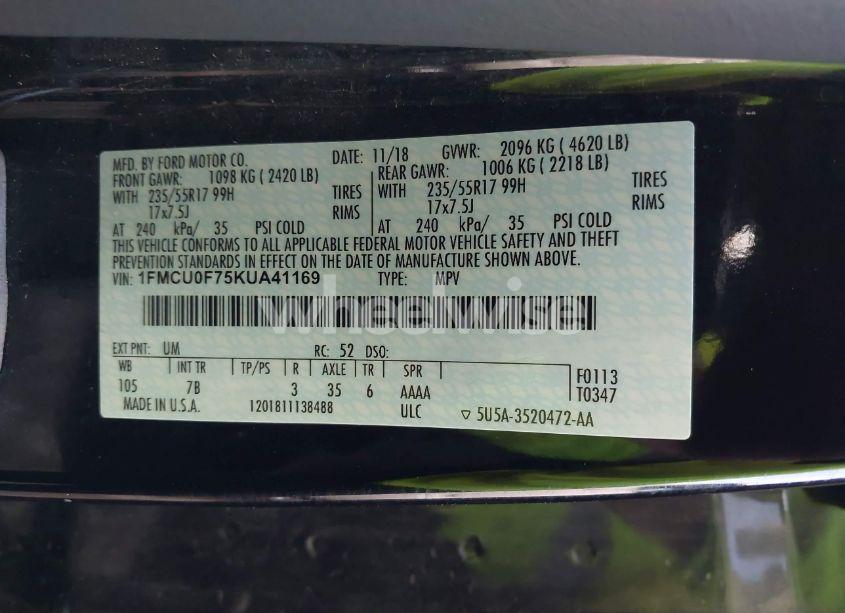 MFD. BY FORD MOTOR CO. DATE: 11/18 GVWR: 2096 KG ( 4620 LB)
FRONT GAWR: 1098 KG ( 2420 LB) REAR GAWR: 1006 KG ( 2218 LB)
WITH 235/55R17 99H TIRES WITH 235/55R17 99H TIRES
17x7.5J RIMS 17x7.5J RIMS
AT 240 kPa/ 35 PSI COLD AT 240 kPa/ 35 PSI COLD
THIS VEHICLE CONFORMS TO ALL APPLICABLE FEDERAL MOTOR VEHICLE SAFETY AND THEFT
PREVENTION STANDARDS IN EFFECT ON THE DATE OF MANUFACTURE SHOWN ABOVE.
VIN: 1FMCU0F75KUA41169 TYPE: MPV
wheelwise
EXT PNT: UM RC: 52 DSO:
WB INT TR TP/PS R AXLE TR SPR
105 7B 3 35 6 AAAA F0113
T0347
MADE IN U.S.A. 1201811138488 ULC ▽ 5U5A-3520472-AA